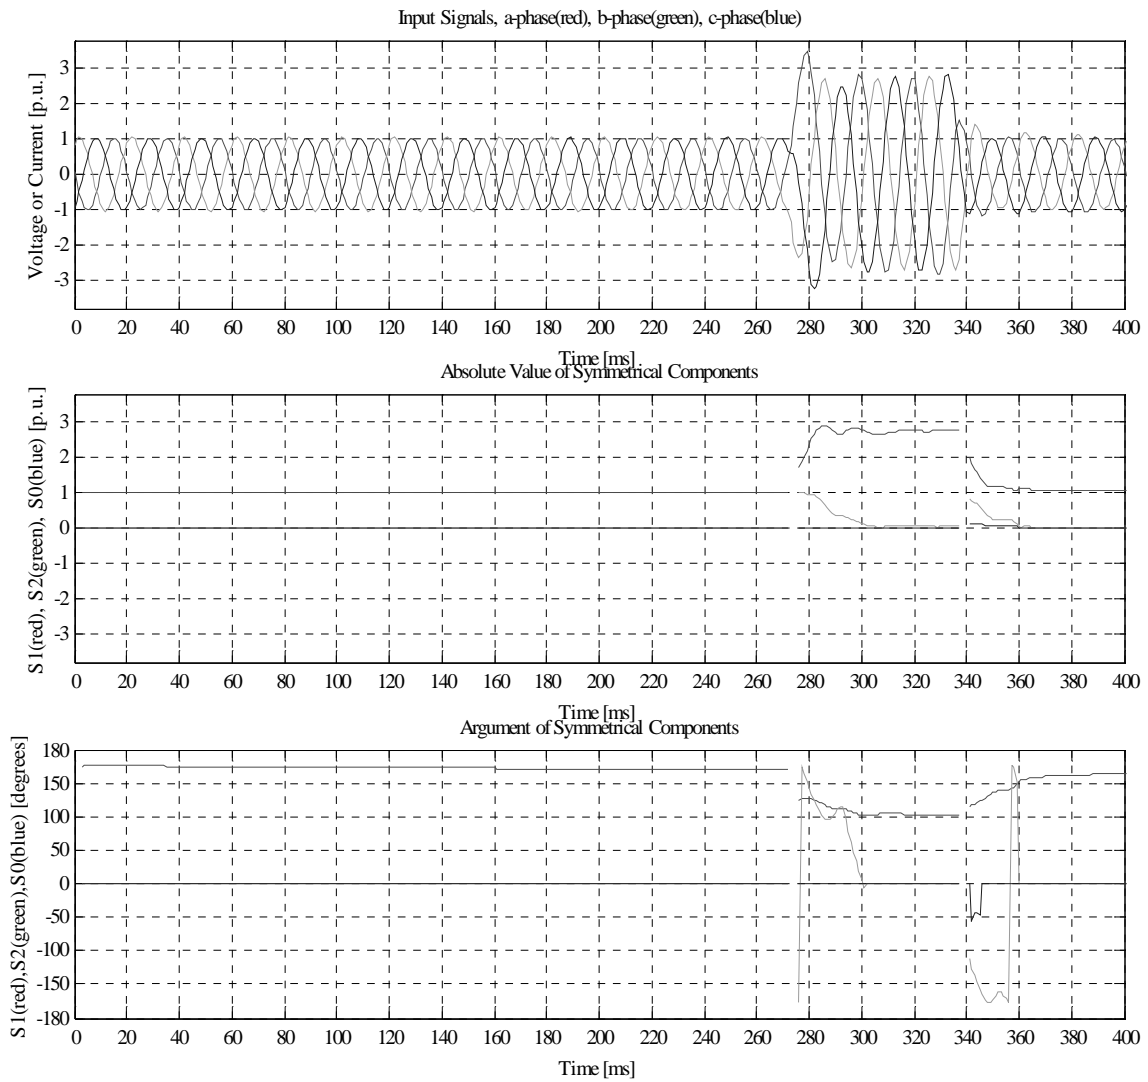 Input Signals, a-phase(red), b-phase(green), c-phase(blue)
Voltage or Current [p.u.]
3
2
1
0
-1
-2
-3
0 20 40 60 80 100 120 140 160 180 200 220 240 260 280 300 320 340 360 380 400
Time [ms]
Absolute Value of Symmetrical Components
S1(red), S2(green), S0(blue) [p.u.]
3
2
1
0
-1
-2
-3
0 20 40 60 80 100 120 140 160 180 200 220 240 260 280 300 320 340 360 380 400
Time [ms]
Argument of Symmetrical Components
S1(red),S2(green),S0(blue) [degrees]
180
150
100
50
0
-50
-100
-150
-180
0 20 40 60 80 100 120 140 160 180 200 220 240 260 280 300 320 340 360 380 400
Time [ms]